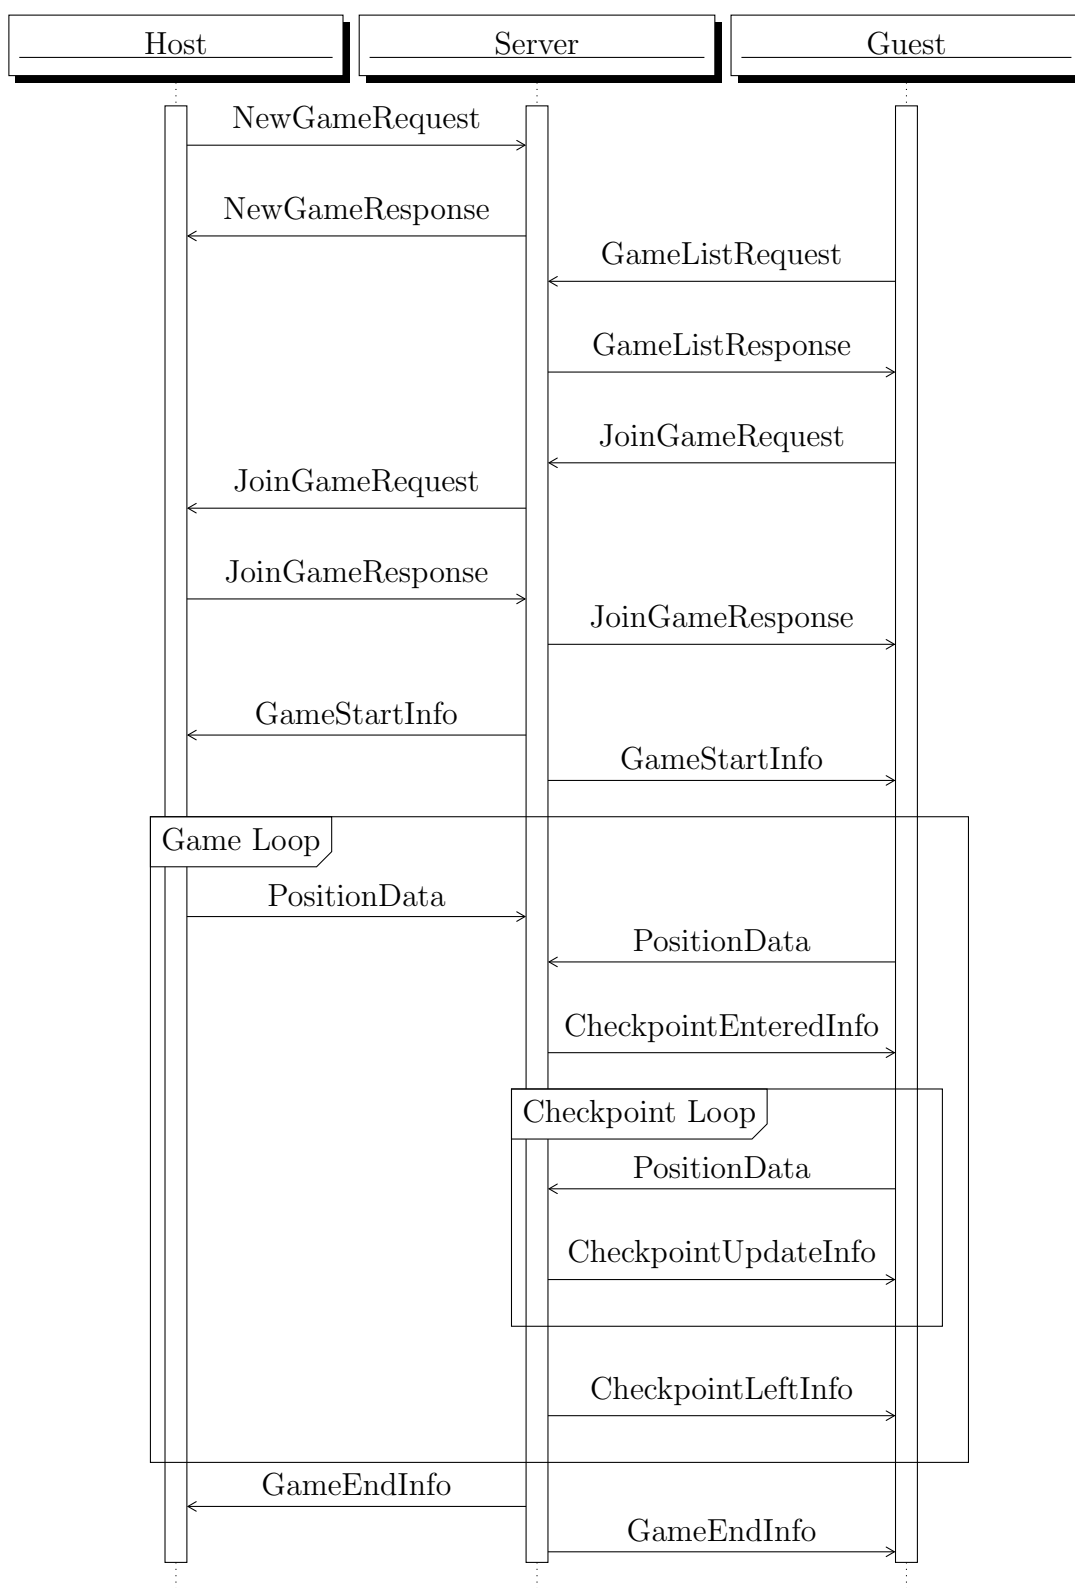 Host
Server
Guest
NewGameRequest
NewGameResponse
GameListRequest
GameListResponse
JoinGameRequest
JoinGameRequest
JoinGameResponse
JoinGameResponse
GameStartInfo
GameStartInfo
Game Loop
PositionData
PositionData
CheckpointEnteredInfo
Checkpoint Loop
PositionData
CheckpointUpdateInfo
CheckpointLeftInfo
GameEndInfo
GameEndInfo